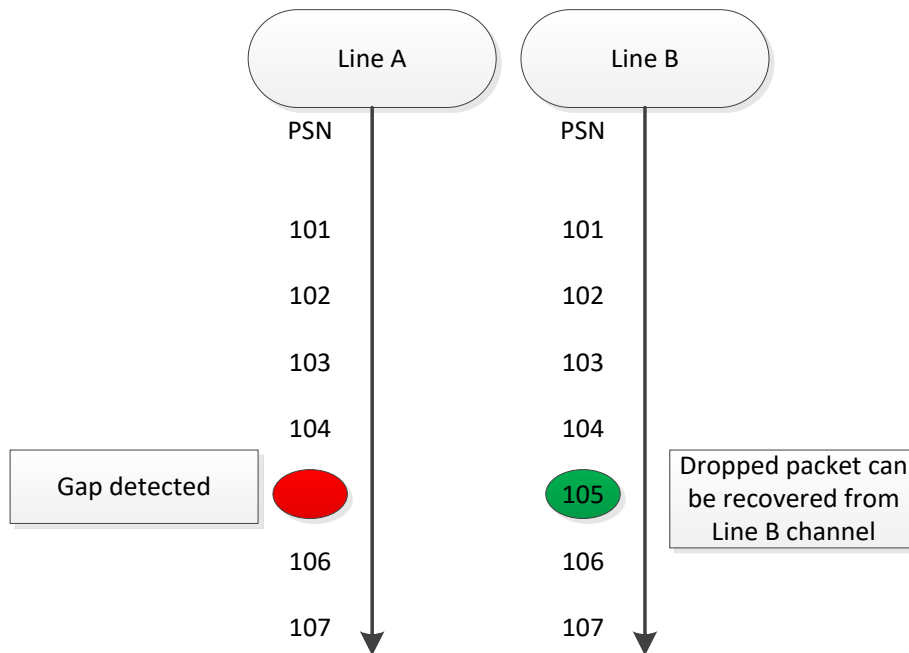 Line A
Line B
PSN
PSN
101
101
102
102
103
103
104
104
Gap detected
105
Dropped packet can
be recovered from
Line B channel
106
106
107
107